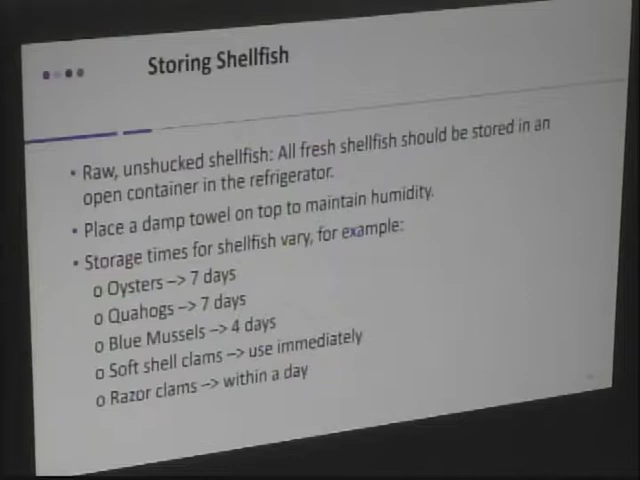 Storing Shellfish
• Raw, unshucked shellfish: All fresh shellfish should be stored in an
open container in the refrigerator.
• Place a damp towel on top to maintain humidity.
• Storage times for shellfish vary, for example:
o Oysters –> 7 days
o Quahogs –> 7 days
o Blue Mussels –> 4 days
o Soft shell clams –> use immediately
o Razor clams –> within a day